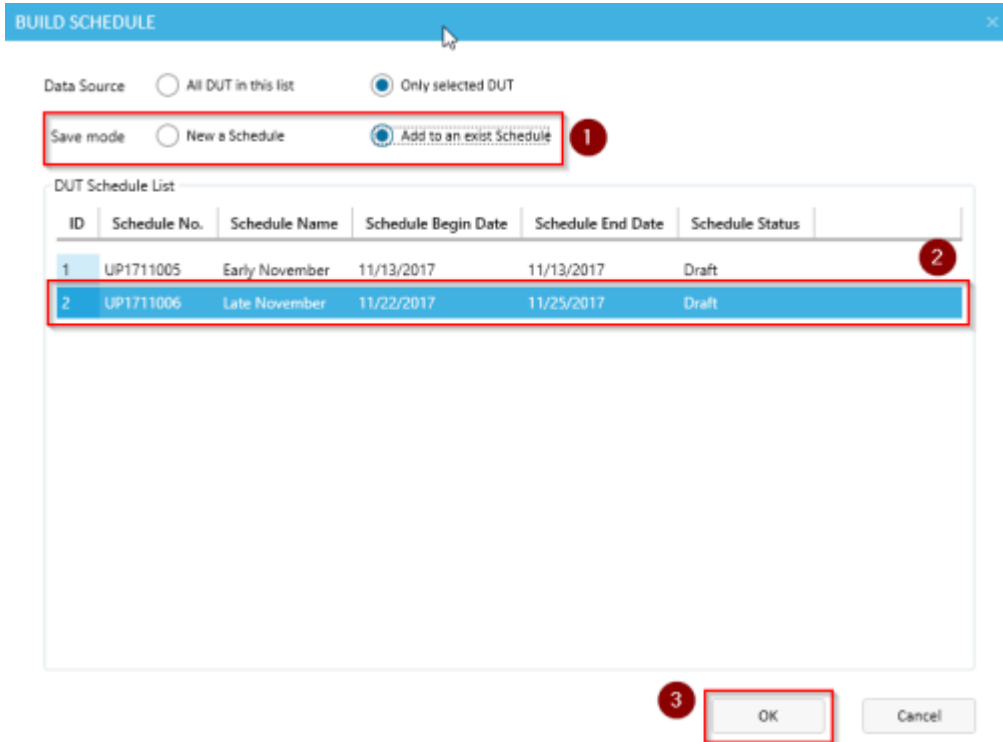 BUILD SCHEDULE
Data Source All DUT in this list Only selected DUT
Save mode New a Schedule Add to an exist Schedule 1
DUT Schedule List
ID Schedule No. Schedule Name Schedule Begin Date Schedule End Date Schedule Status
2
1 UP1711005 Early November 11/13/2017 11/13/2017 Draft
2 UP1711006 Late November 11/22/2017 11/25/2017 Draft
3 OK Cancel